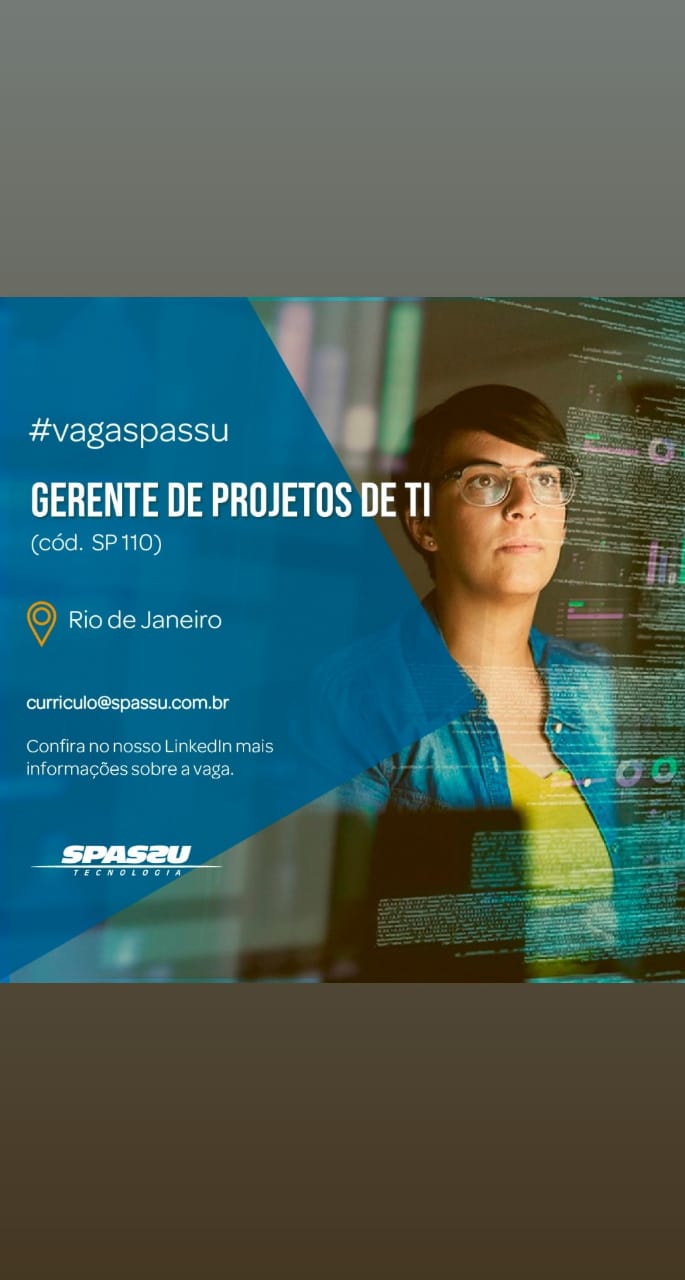 #vagaspassu
GERENTE DE PROJETOS DE TI
(cód. SP 110)
Rio de Janeiro
curriculo@spassu.com.br
Confira no nosso LinkedIn mais
informações sobre a vaga.
SPASSU
TECNOLOGIA